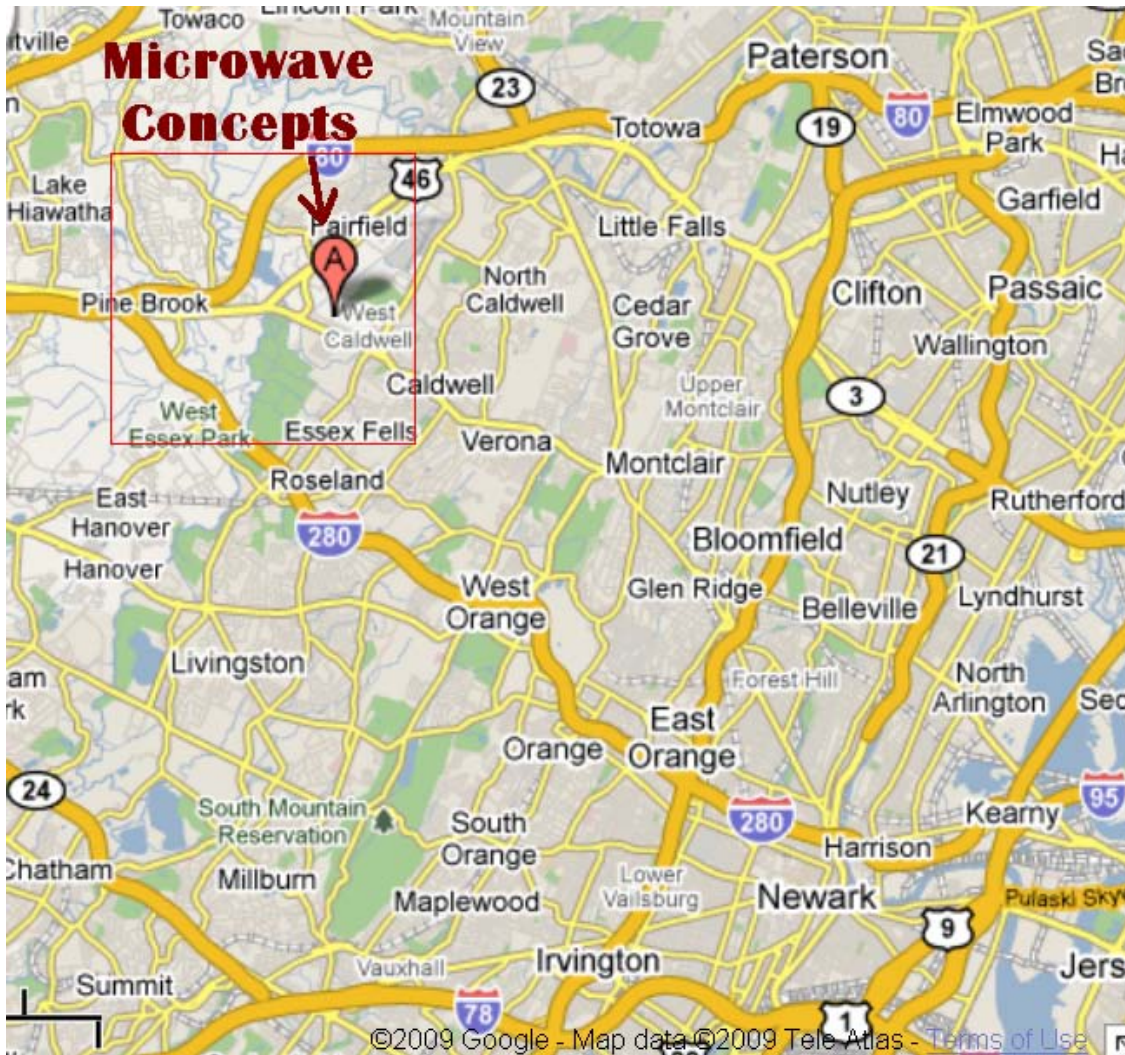 Towaco
Lincoln Park
Mountain
View
Paterson
Microwave
Concepts
23
80
19
Totowa
Elmwood
Park
80
46
Lake
Hiawatha
Garfield
Fairfield
Little Falls
A
North
Caldwell
Pine Brook
Clifton
Passaic
West
Caldwell
Cedar
Grove
Wallington
Caldwell
Upper
Montclair
3
West
Essex Park
Essex Fells
Verona
Montclair
Roseland
East
Hanover
Nutley
Rutherford
280
Bloomfield
21
Hanover
West
Orange
Glen Ridge
Belleville
Lyndhurst
Livingston
Forest Hill
North
Arlington
East
Orange
Orange
24
South Mountain
Reservation
South
Orange
280
95
Kearny
Harrison
Chatham
Millburn
Maplewood
Lower
Vailsburg
Newark
Pulaski Skyw
9
Irvington
Vauxhall
Jers
Summit
78
1
©2009 Google - Map data ©2009 Tele Atlas - Terms of Use